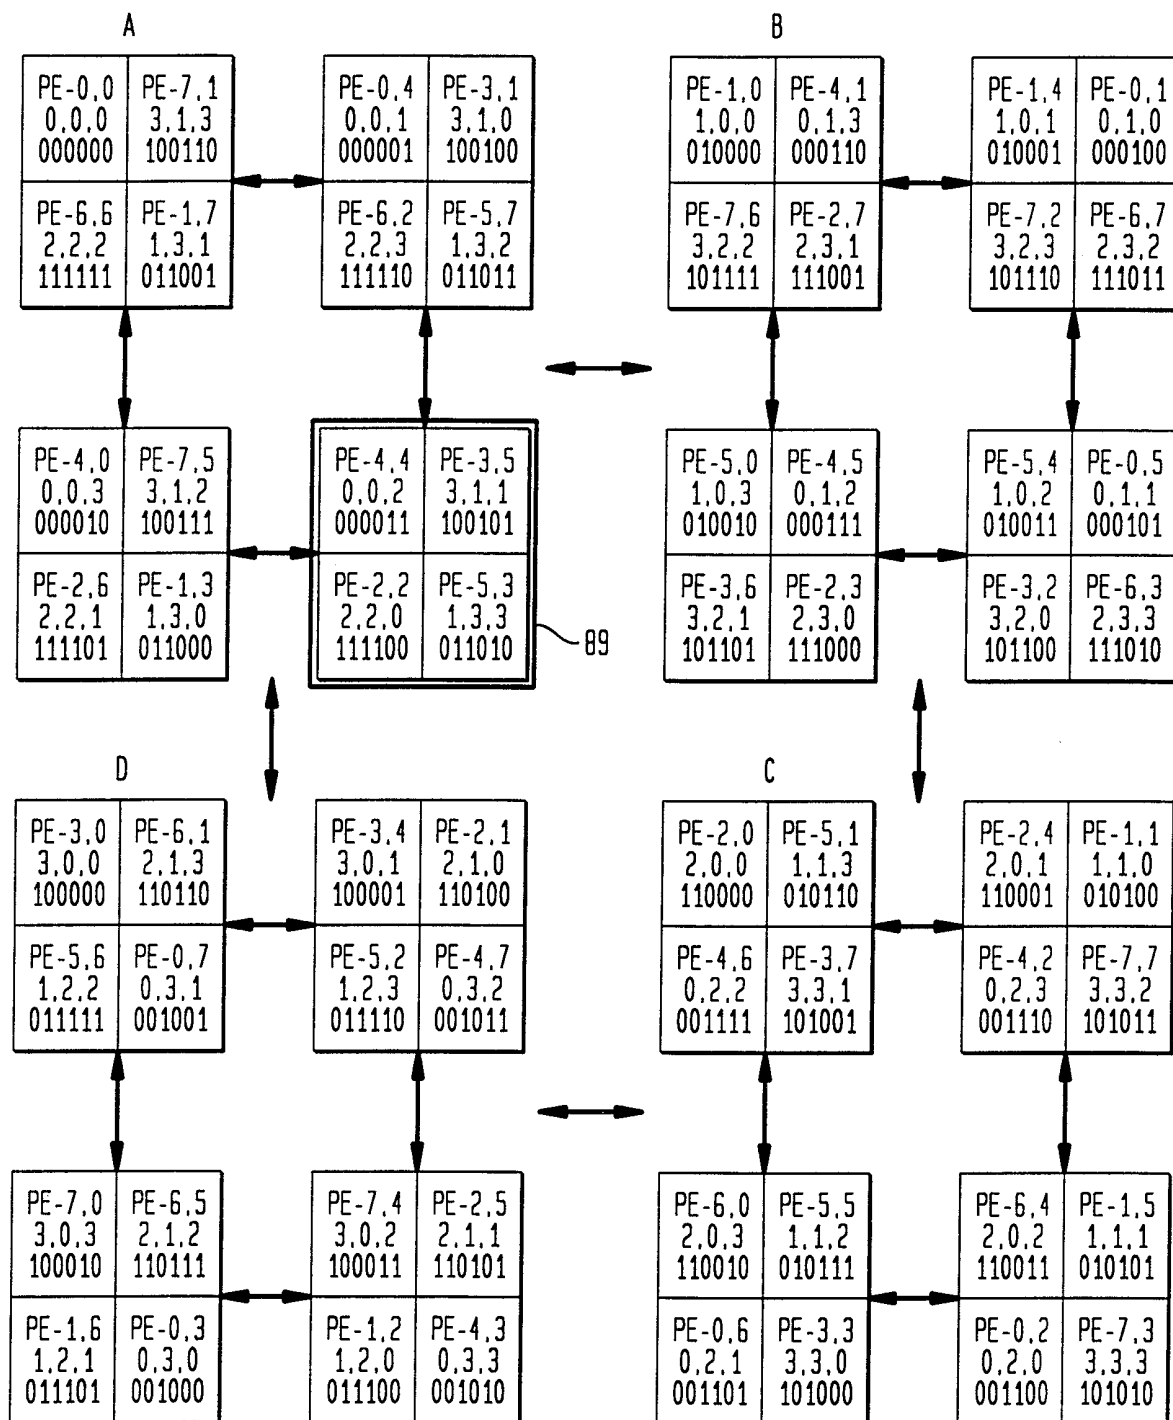 A
B
PE-0,0
0,0,0
000000
PE-7,1
3,1,3
100110
PE-6,6
2,2,2
111111
PE-1,7
1,3,1
011001
PE-0,4
0,0,1
000001
PE-3,1
3,1,0
100100
PE-6,2
2,2,3
111110
PE-5,7
1,3,2
011011
PE-1,0
1,0,0
010000
PE-4,1
0,1,3
000110
PE-7,6
3,2,2
101111
PE-2,7
2,3,1
111001
PE-1,4
1,0,1
010001
PE-0,1
0,1,0
000100
PE-7,2
3,2,3
101110
PE-6,7
2,3,2
111011
PE-4,0
0,0,3
000010
PE-7,5
3,1,2
100111
PE-2,6
2,2,1
111101
PE-1,3
1,3,0
011000
PE-4,4
0,0,2
000011
PE-3,5
3,1,1
100101
PE-2,2
2,2,0
111100
PE-5,3
1,3,3
011010
89
PE-5,0
1,0,3
010010
PE-4,5
0,1,2
000111
PE-3,6
3,2,1
101101
PE-2,3
2,3,0
111000
PE-5,4
1,0,2
010011
PE-0,5
0,1,1
000101
PE-3,2
3,2,0
101100
PE-6,3
2,3,3
111010
D
C
PE-3,0
3,0,0
100000
PE-6,1
2,1,3
110110
PE-5,6
1,2,2
011111
PE-0,7
0,3,1
001001
PE-3,4
3,0,1
100001
PE-2,1
2,1,0
110100
PE-5,2
1,2,3
011110
PE-4,7
0,3,2
001011
PE-2,0
2,0,0
110000
PE-5,1
1,1,3
010110
PE-4,6
0,2,2
001111
PE-3,7
3,3,1
101001
PE-2,4
2,0,1
110001
PE-1,1
1,1,0
010100
PE-4,2
0,2,3
001110
PE-7,7
3,3,2
101011
PE-7,0
3,0,3
100010
PE-6,5
2,1,2
110111
PE-1,6
1,2,1
011101
PE-0,3
0,3,0
001000
PE-7,4
3,0,2
100011
PE-2,5
2,1,1
110101
PE-1,2
1,2,0
011100
PE-4,3
0,3,3
001010
PE-6,0
2,0,3
110010
PE-5,5
1,1,2
010111
PE-0,6
0,2,1
001101
PE-3,3
3,3,0
101000
PE-6,4
2,0,2
110011
PE-1,5
1,1,1
010101
PE-0,2
0,2,0
001100
PE-7,3
3,3,3
101010